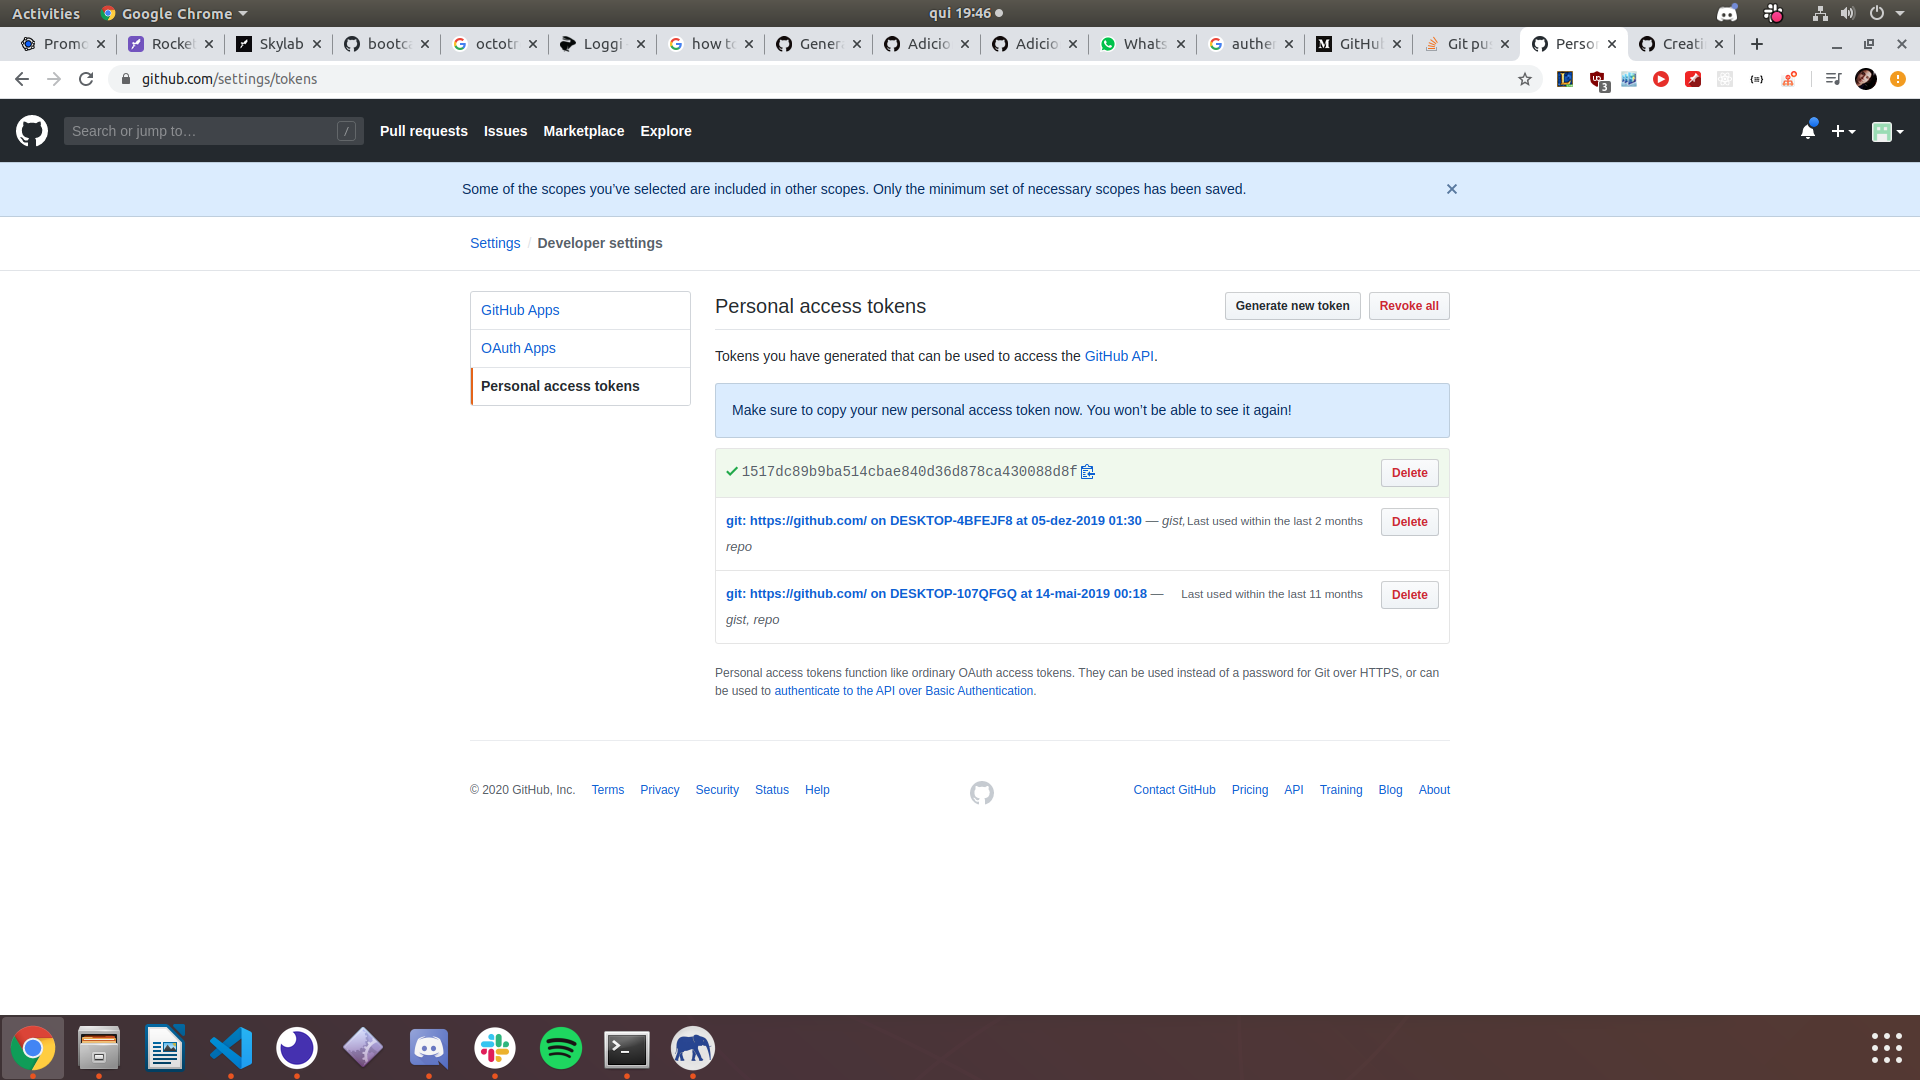 Activities Google Chrome qui 19:46
Promo Rocket Skylab bootca octotr Loggi how to Genera Adicio Adicio Whats authen GitHub Git pus Person Creatin
github.com/settings/tokens
3
Search or jump to… / Pull requests Issues Marketplace Explore
Some of the scopes you’ve selected are included in other scopes. Only the minimum set of necessary scopes has been saved.
Settings / Developer settings
GitHub Apps
OAuth Apps
Personal access tokens
Personal access tokens Generate new token Revoke all
Tokens you have generated that can be used to access the GitHub API.
Make sure to copy your new personal access token now. You won’t be able to see it again!
1517dc89b9ba514cbae840d36d878ca430088d8f Delete
git: https://github.com/ on DESKTOP-4BFEJF8 at 05-dez-2019 01:30 — gist, Last used within the last 2 months Delete
repo
git: https://github.com/ on DESKTOP-107QFGQ at 14-mai-2019 00:18 — Last used within the last 11 months Delete
gist, repo
Personal access tokens function like ordinary OAuth access tokens. They can be used instead of a password for Git over HTTPS, or can
be used to authenticate to the API over Basic Authentication.
© 2020 GitHub, Inc. Terms Privacy Security Status Help Contact GitHub Pricing API Training Blog About